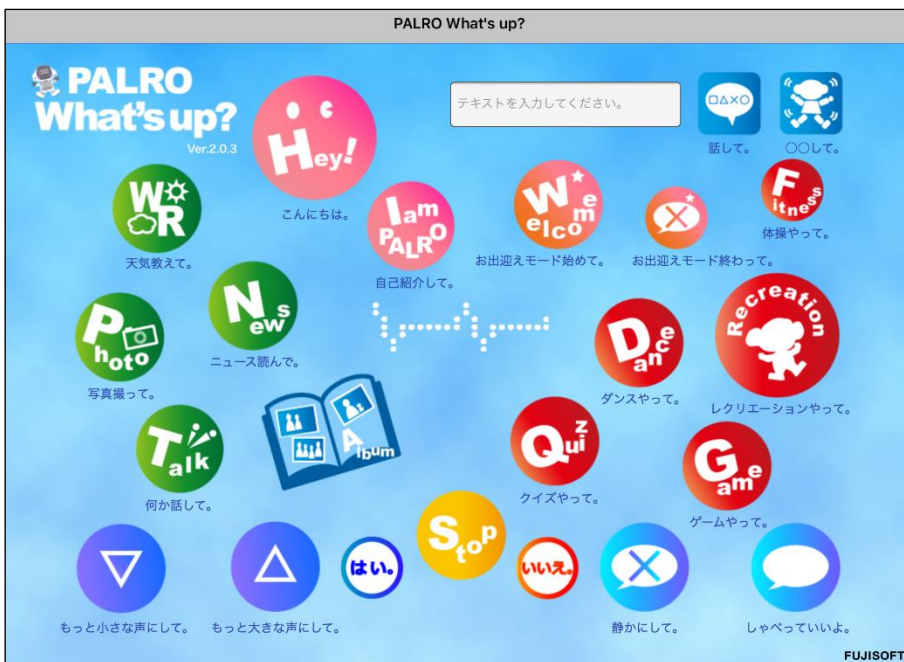 PALRO What's up?
PALRO
What's up?
Ver.2.0.3
Hey!
こんにちは。
テキストを入力してください。
□△×○
話して。
○○して。
WR
天気教えて。
I am
PALRO
自己紹介して。
Welcome
お出迎えモード始めて。
お出迎えモード終わって。
Fitness
体操やって。
News
ニュース読んで。
Photo
写真撮って。
Dance
ダンスやって。
Recreation
レクリエーションやって。
Talk
何か話して。
Album
Quiz
クイズやって。
Game
ゲームやって。
もっと小さな声にして。
もっと大きな声にして。
はい。
Stop
いいえ。
静かにして。
しゃべっていいよ。
FUJISOFT